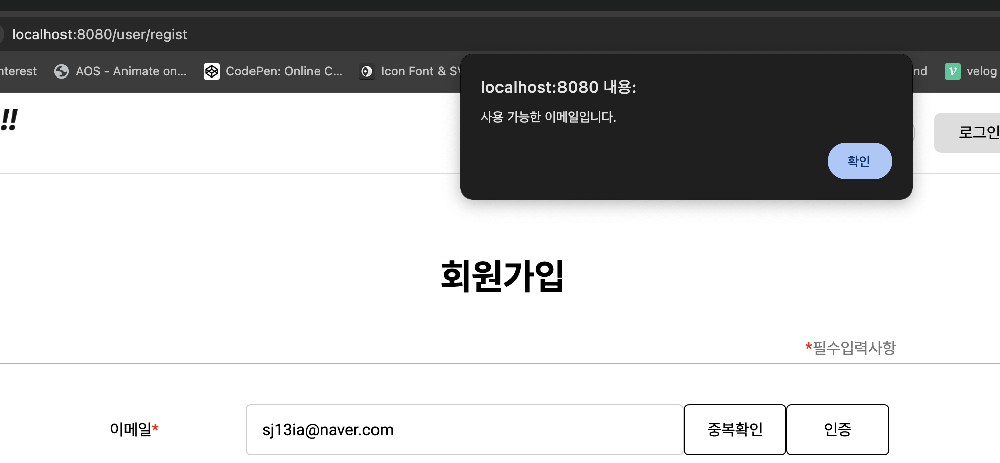 localhost:8080/user/regist
nterest AOS - Animate on... CodePen: Online C... Icon Font & SV nd velog
localhost:8080 내용:
사용 가능한 이메일입니다.
확인
!!
로그인
회원가입
*필수입력사항
이메일* sj13ia@naver.com 중복확인 인증